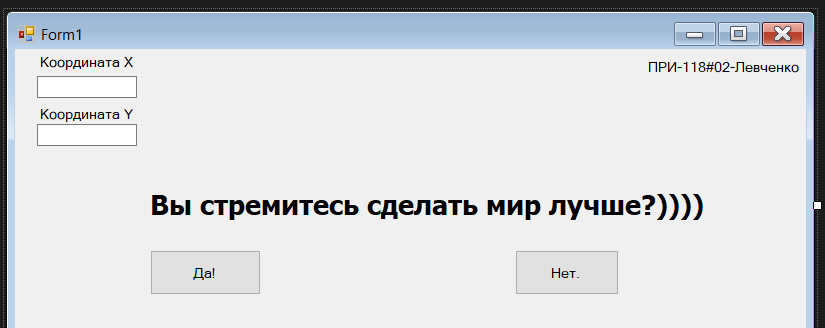 Form1
Координата X
ПРИ-118#02-Левченко
Координата Y
Вы стремитесь сделать мир лучше?))))
Да!
Нет.